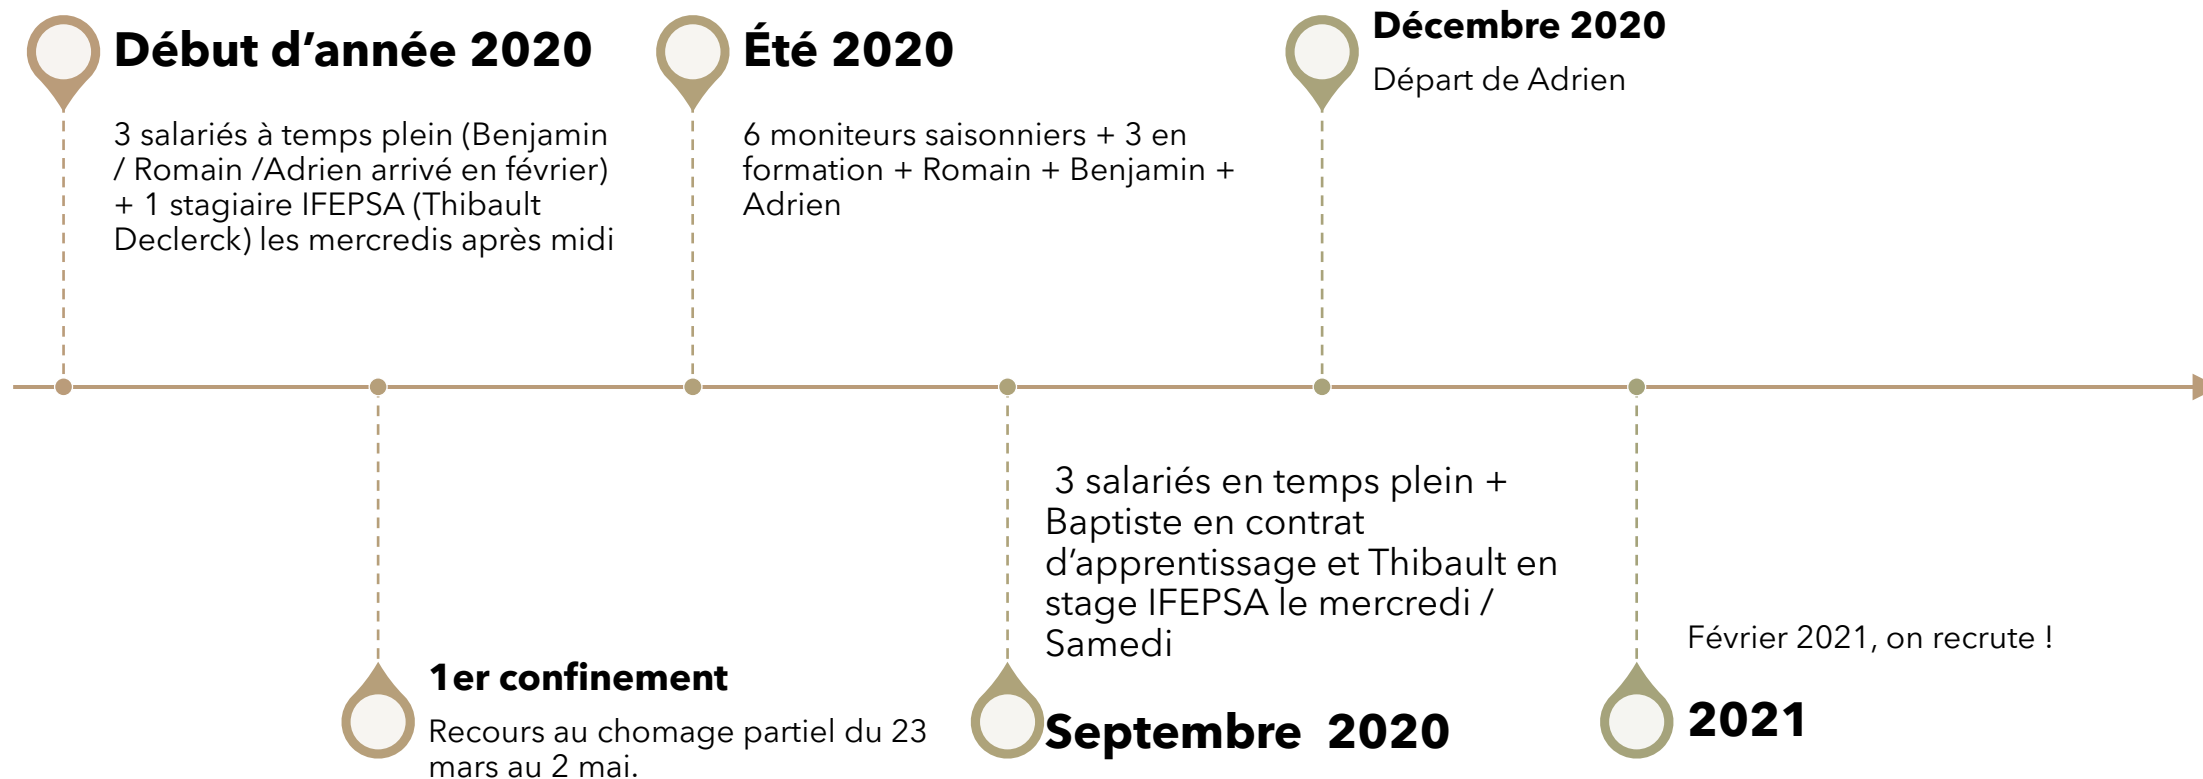 Début d’année 2020
3 salariés à temps plein (Benjamin
/ Romain /Adrien arrivé en février)
+ 1 stagiaire IFEPSA (Thibault
Declerck) les mercredis après midi
1er confinement
Recours au chomage partiel du 23
mars au 2 mai.
Été 2020
6 moniteurs saisonniers + 3 en
formation + Romain + Benjamin +
Adrien
3 salariés en temps plein +
Baptiste en contrat
d’apprentissage et Thibault en
stage IFEPSA le mercredi /
Samedi
Septembre 2020
Décembre 2020
Départ de Adrien
Février 2021, on recrute !
2021